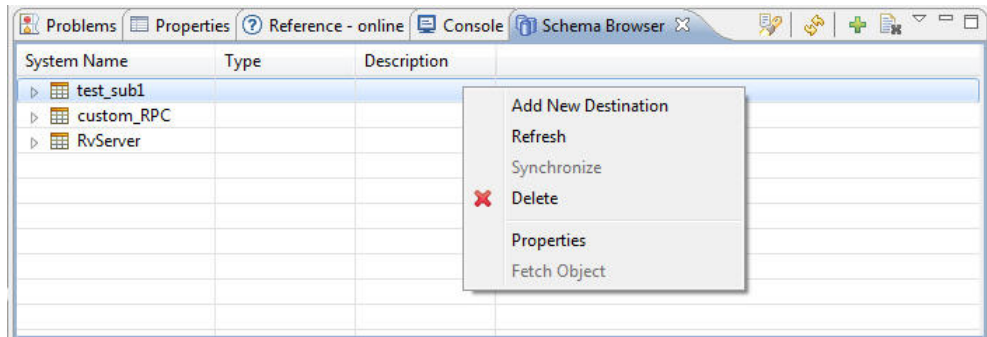 Problems Properties Reference - online Console Schema Browser
System Name Type Description
test_sub1
custom_RPC
RvServer
Add New Destination
Refresh
Synchronize
Delete
Properties
Fetch Object